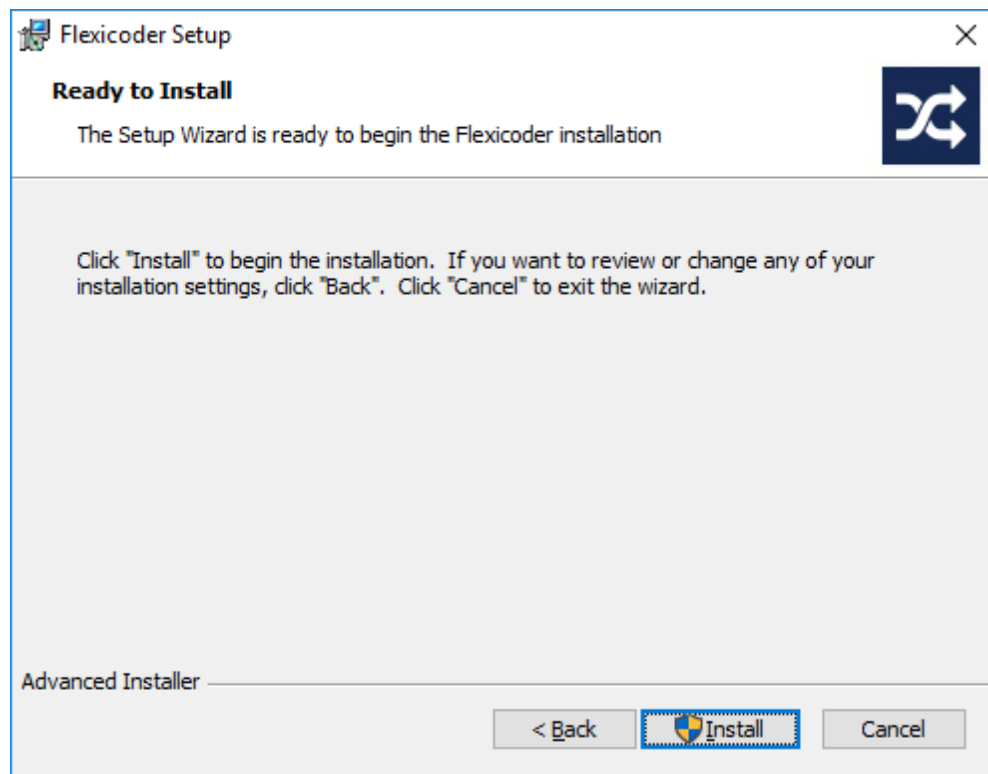 Flexicoder Setup
Ready to Install
The Setup Wizard is ready to begin the Flexicoder installation
Click "Install" to begin the installation.  If you want to review or change any of your
installation settings, click "Back".  Click "Cancel" to exit the wizard.
Advanced Installer
< Back
Install
Cancel